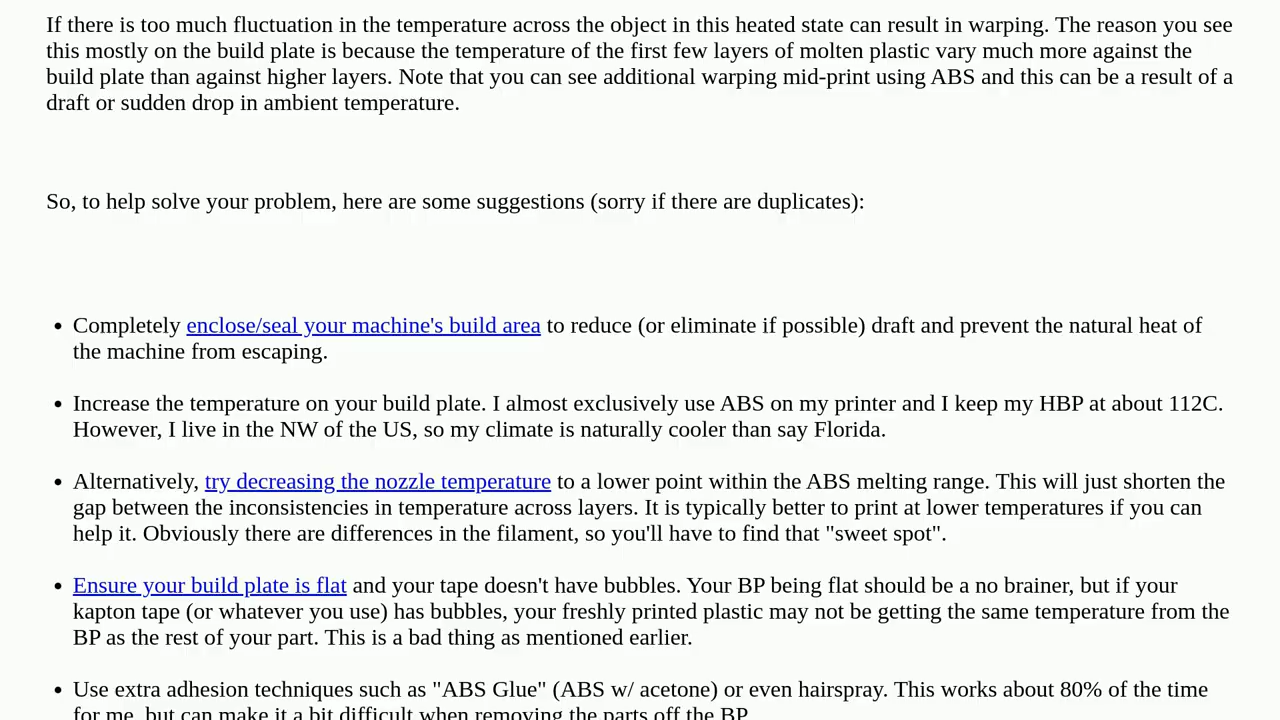 If there is too much fluctuation in the temperature across the object in this heated state can result in warping. The reason you see
this mostly on the build plate is because the temperature of the first few layers of molten plastic vary much more against the
build plate than against higher layers. Note that you can see additional warping mid-print using ABS and this can be a result of a
draft or sudden drop in ambient temperature.
So, to help solve your problem, here are some suggestions (sorry if there are duplicates):
• Completely enclose/seal your machine's build area to reduce (or eliminate if possible) draft and prevent the natural heat of
the machine from escaping.
• Increase the temperature on your build plate. I almost exclusively use ABS on my printer and I keep my HBP at about 112C.
However, I live in the NW of the US, so my climate is naturally cooler than say Florida.
• Alternatively, try decreasing the nozzle temperature to a lower point within the ABS melting range. This will just shorten the
gap between the inconsistencies in temperature across layers. It is typically better to print at lower temperatures if you can
help it. Obviously there are differences in the filament, so you'll have to find that "sweet spot".
• Ensure your build plate is flat and your tape doesn't have bubbles. Your BP being flat should be a no brainer, but if your
kapton tape (or whatever you use) has bubbles, your freshly printed plastic may not be getting the same temperature from the
BP as the rest of your part. This is a bad thing as mentioned earlier.
• Use extra adhesion techniques such as "ABS Glue" (ABS w/ acetone) or even hairspray. This works about 80% of the time
for me, but can make it a bit difficult when removing the parts off the BP.